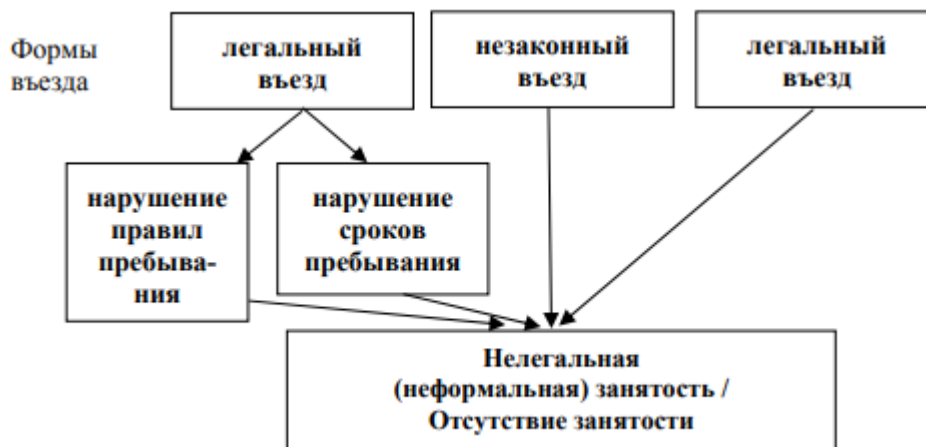 Формы
въезда
легальный
въезд
незаконный
въезд
легальный
въезд
нарушение
правил
пребыва-
ния
нарушение
сроков
пребывания
Нелегальная
(неформальная) занятость /
Отсутствие занятости